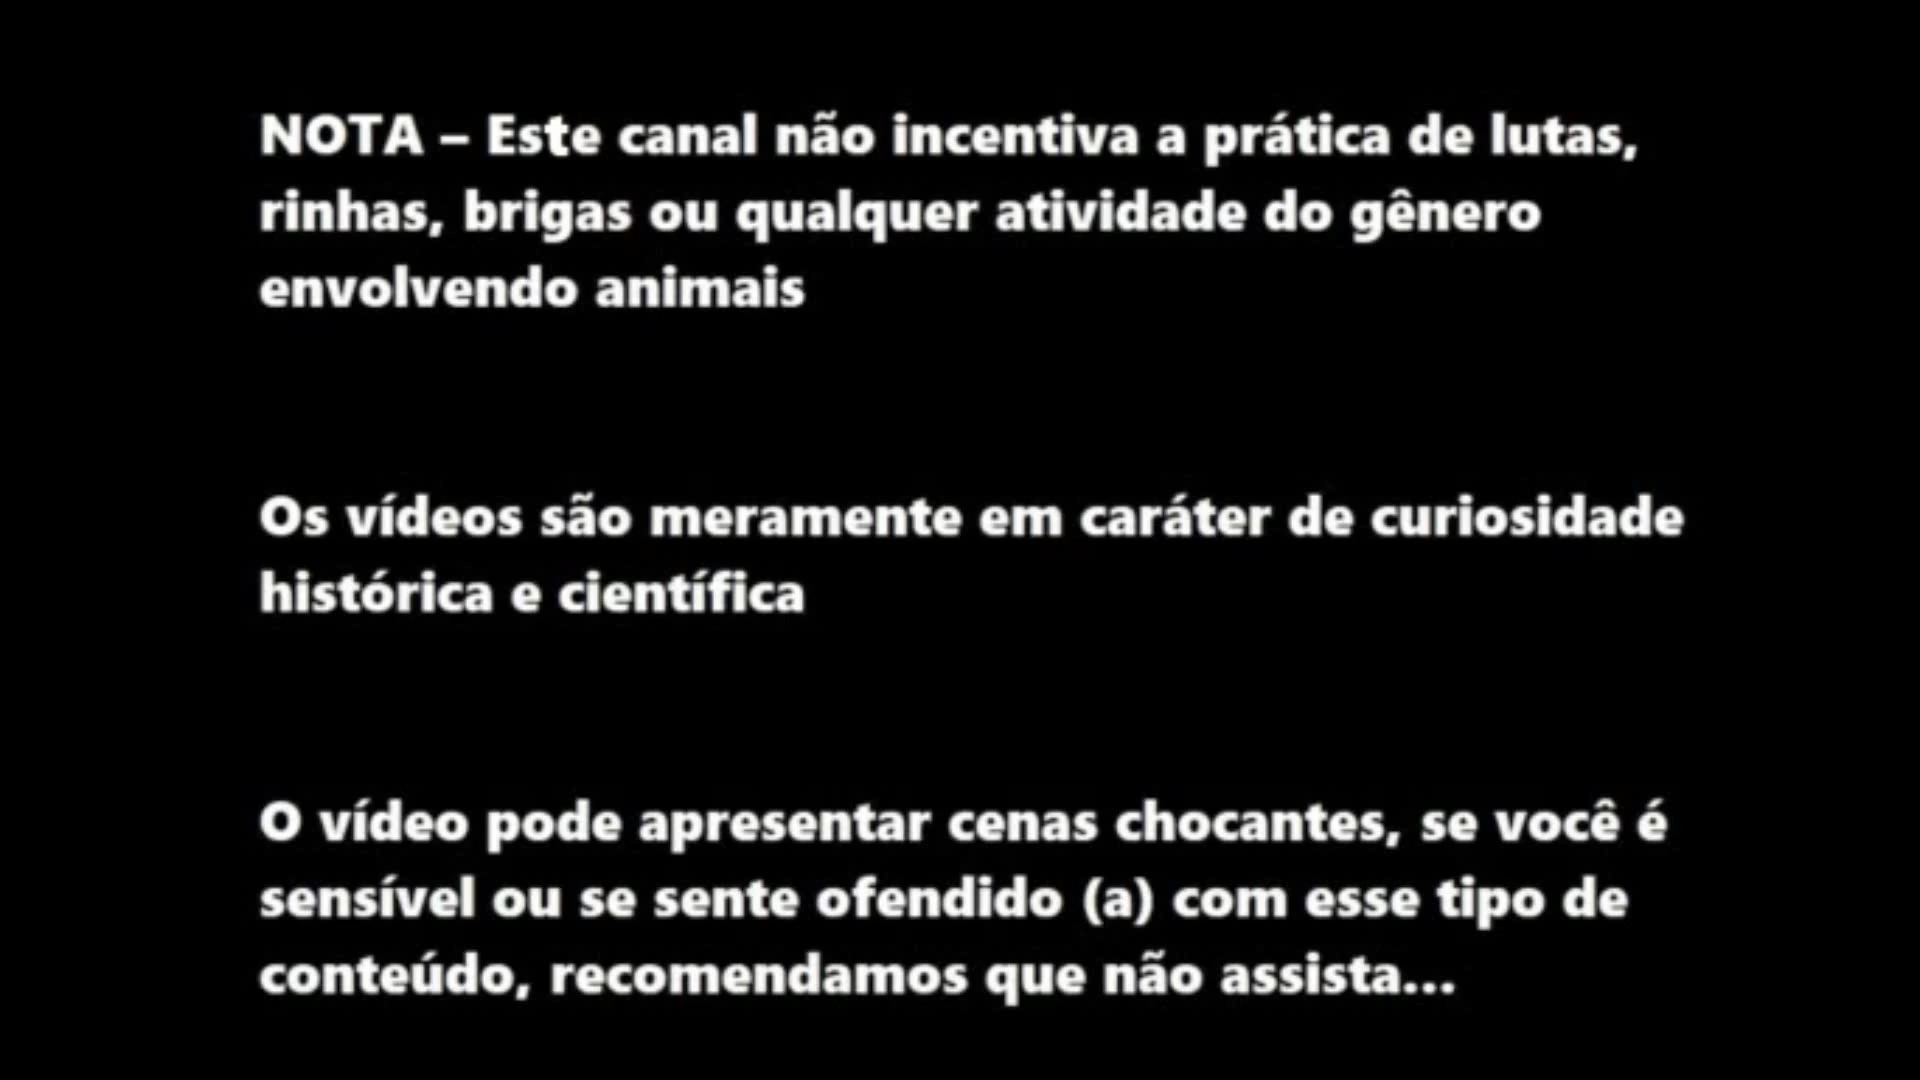 NOTA – Este canal não incentiva a prática de lutas,
rinhas, brigas ou qualquer atividade do gênero
envolvendo animais
Os vídeos são meramente em caráter de curiosidade
histórica e científica
O vídeo pode apresentar cenas chocantes, se você é
sensível ou se sente ofendido (a) com esse tipo de
conteúdo, recomendamos que não assista...